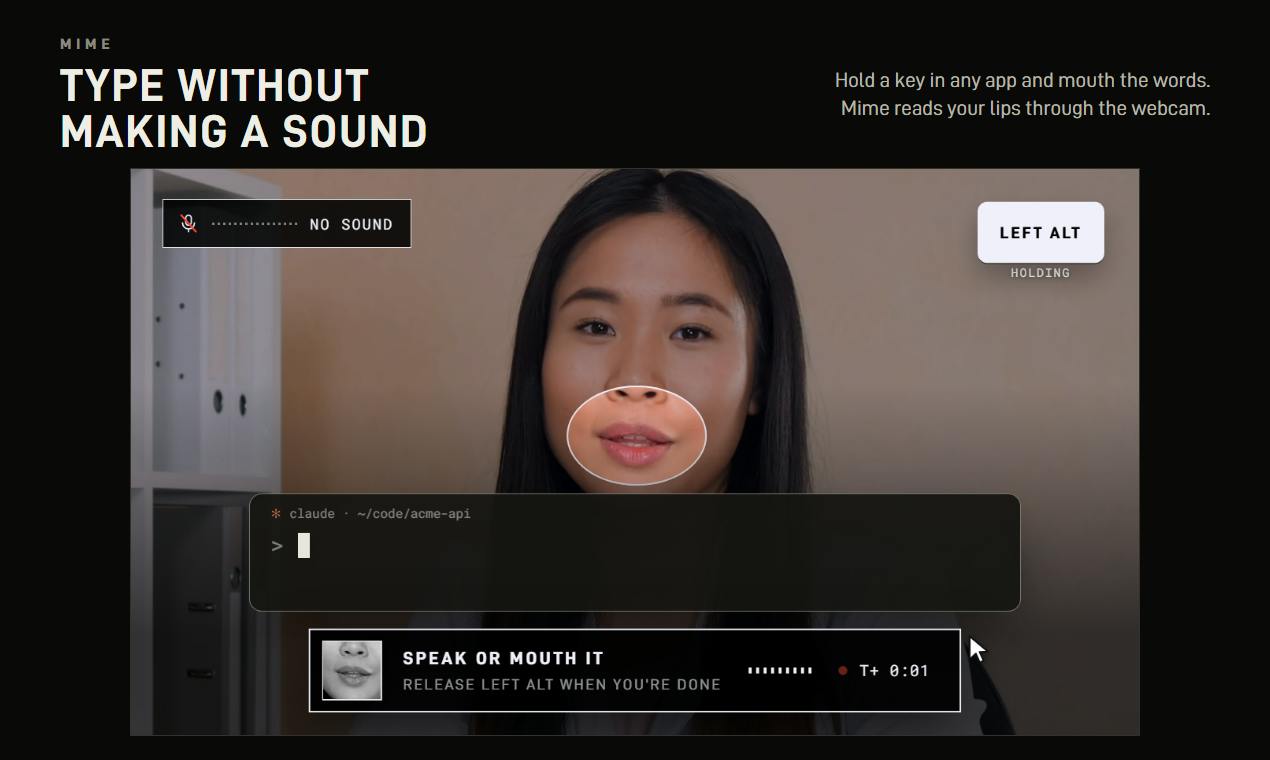 MIME
TYPE WITHOUT
MAKING A SOUND
Hold a key in any app and mouth the words.
Mime reads your lips through the webcam.
NO SOUND
LEFT ALT
HOLDING
✻ claude · ~/code/acme-api
>
SPEAK OR MOUTH IT
RELEASE LEFT ALT WHEN YOU'RE DONE
T+ 0:01